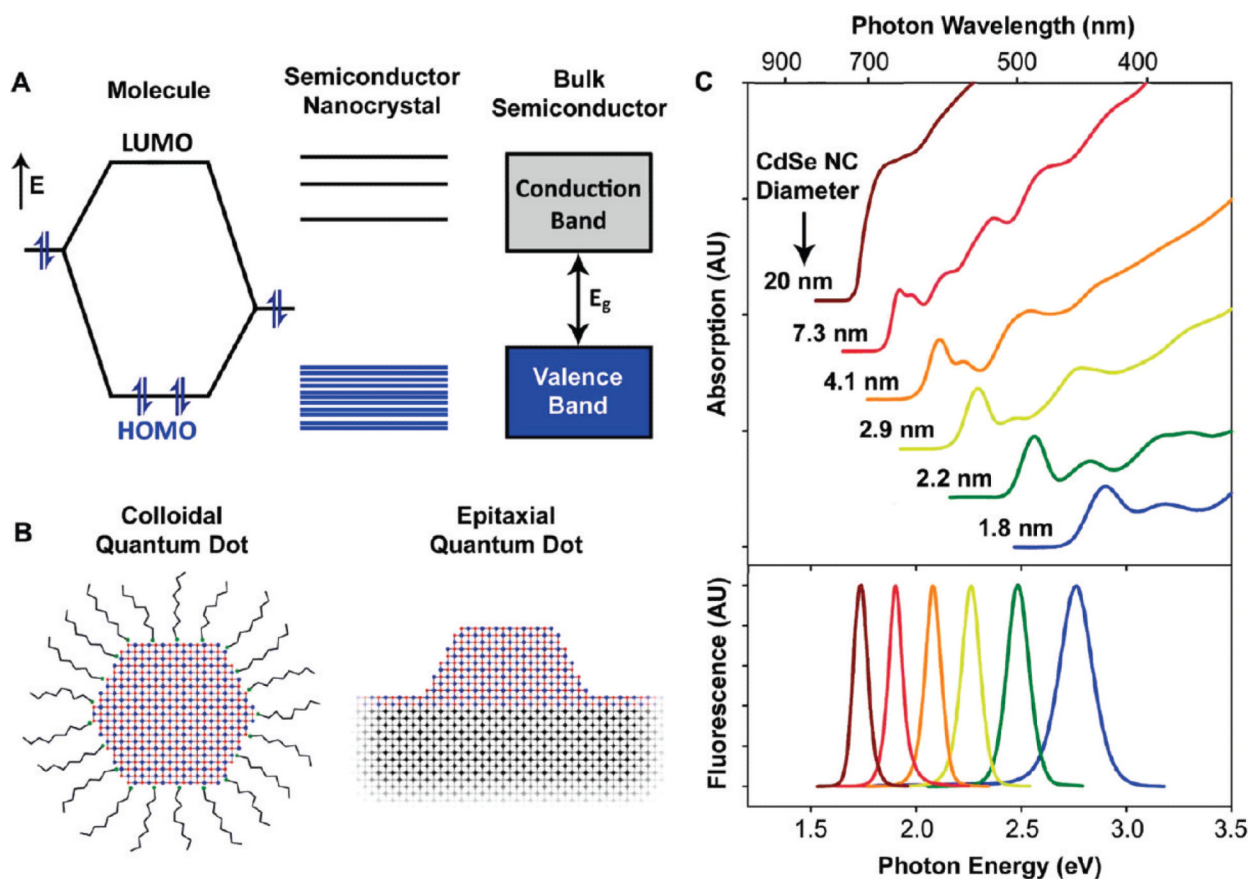 A
Molecule
Semiconductor
Nanocrystal
Bulk
Semiconductor
LUMO
E
HOMO
Conduction
Band
Eg
Valence
Band
B
Colloidal
Quantum Dot
Epitaxial
Quantum Dot
C
Photon Wavelength (nm)
900 700 500 400
CdSe NC
Diameter
20 nm
7.3 nm
4.1 nm
2.9 nm
2.2 nm
1.8 nm
Absorption (AU)
Fluorescence (AU)
1.5 2.0 2.5 3.0 3.5
Photon Energy (eV)